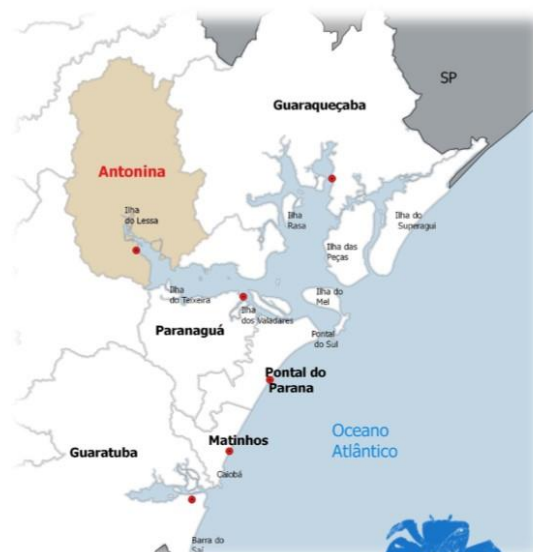 SP
Guaraqueçaba
Antonina
Ilha
do Lessa
Ilha
Rasa
Ilha do
Superagui
Ilha das
Peças
Ilha
do Teixeira
Ilha do
Mel
Ilha
dos Valadares
Paranaguá
Pontal
do Sul
Pontal do
Parana
Oceano
Atlântico
Matinhos
Guaratuba
Caiobá
Barra do
Saí